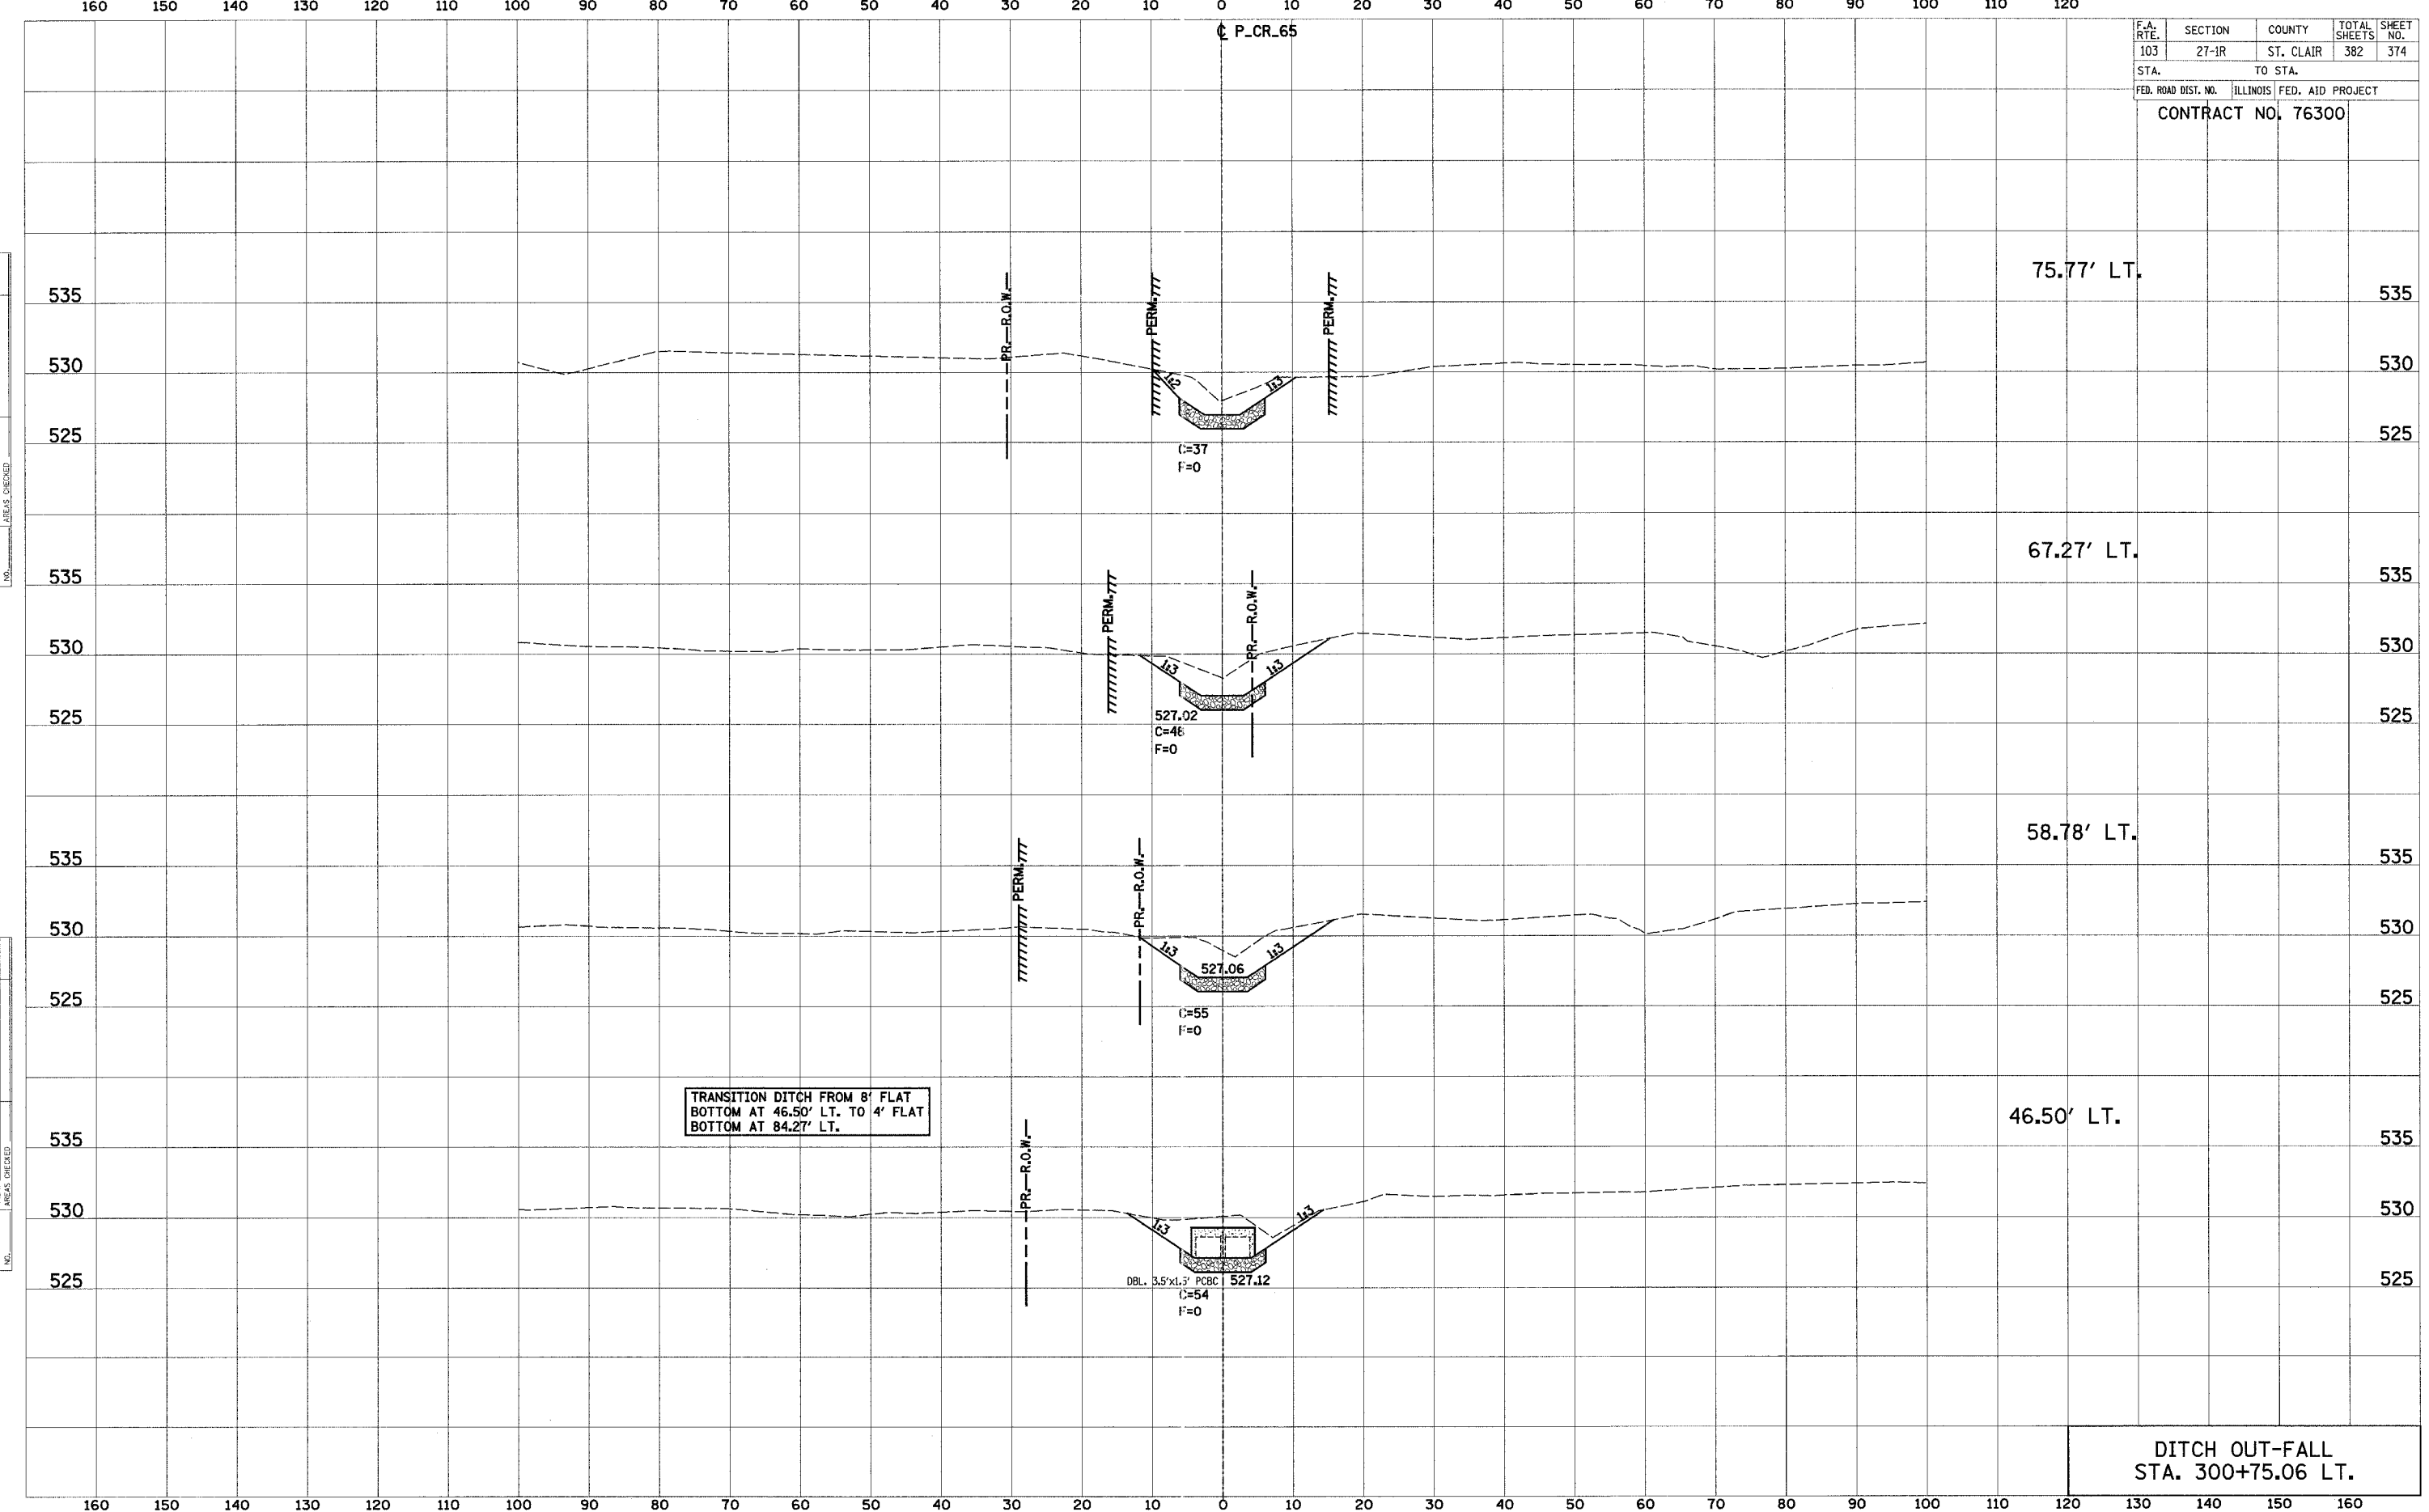 160 150 140 130 120 110 100 90 80 70 60 50 40 30 20 10 0 10 20 30 40 50 60 70 80 90 100 110 120
℄ P_CR_65
F.A. RTE. SECTION COUNTY TOTAL SHEETS SHEET NO.
103 27-1R ST. CLAIR 382 374
STA. TO STA.
FED. ROAD DIST. NO. ILLINOIS FED. AID PROJECT
CONTRACT NO. 76300
75.77' LT.
535 PR. R.O.W. PERM. PERM. 535
530 1:2 1:3 530
525 525
C=37
F=0
67.27' LT.
535 PERM. PR. R.O.W. 535
530 1:3 1:3 530
525 525
527.02
C=48
F=0
58.78' LT.
535 PERM. PR. R.O.W. 535
530 1:3 1:3 530
527.06
525 525
C=55
F=0
TRANSITION DITCH FROM 8' FLAT
BOTTOM AT 46.50' LT. TO 4' FLAT
BOTTOM AT 84.27' LT.
46.50' LT.
535 PR. R.O.W. 535
530 1:3 1:3 530
525 DBL. 3.5'x1.5' PCBC 527.12 525
C=54
F=0
DITCH OUT-FALL
STA. 300+75.06 LT.
160 150 140 130 120 110 100 90 80 70 60 50 40 30 20 10 0 10 20 30 40 50 60 70 80 90 100 110 120 130 140 150 160
NO. AREAS CHECKED
NO. AREAS CHECKED